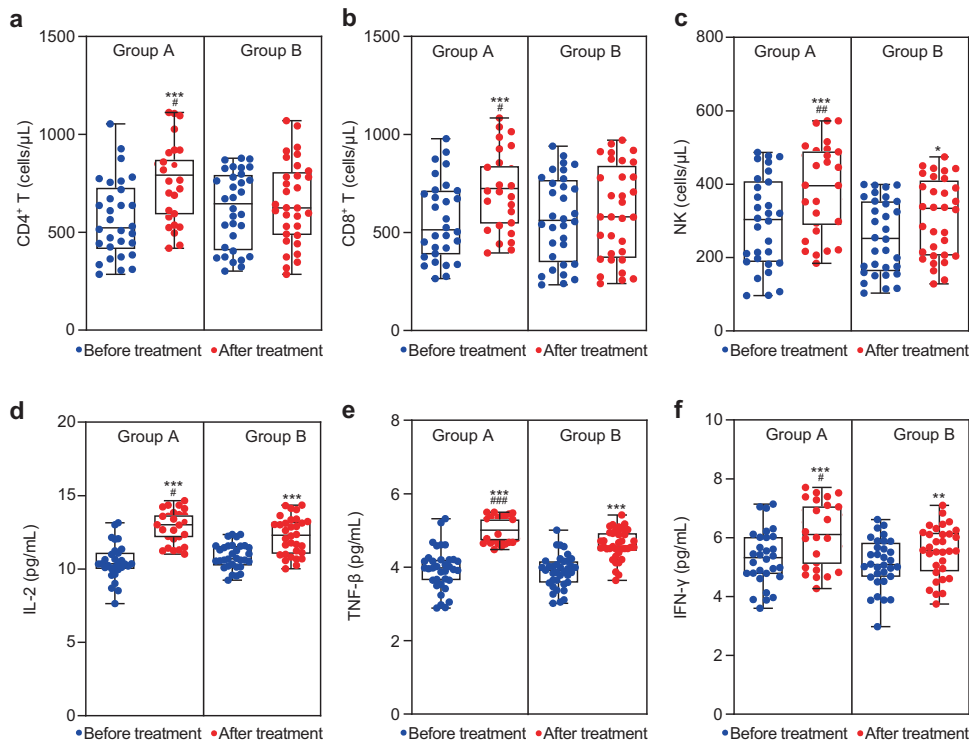 a
CD4⁺ T (cells/μL)
1500
1000
500
0
Group A
Group B
***
#
Before treatment
After treatment
b
CD8⁺ T (cells/μL)
1500
1000
500
0
Group A
Group B
***
#
Before treatment
After treatment
c
NK (cells/μL)
800
600
400
200
0
Group A
Group B
***
##
*
Before treatment
After treatment
d
IL-2 (pg/mL)
20
15
10
5
0
Group A
Group B
***
#
***
Before treatment
After treatment
e
TNF-β (pg/mL)
8
6
4
2
0
Group A
Group B
***
###
***
Before treatment
After treatment
f
IFN-γ (pg/mL)
10
8
6
4
2
0
Group A
Group B
***
#
**
Before treatment
After treatment